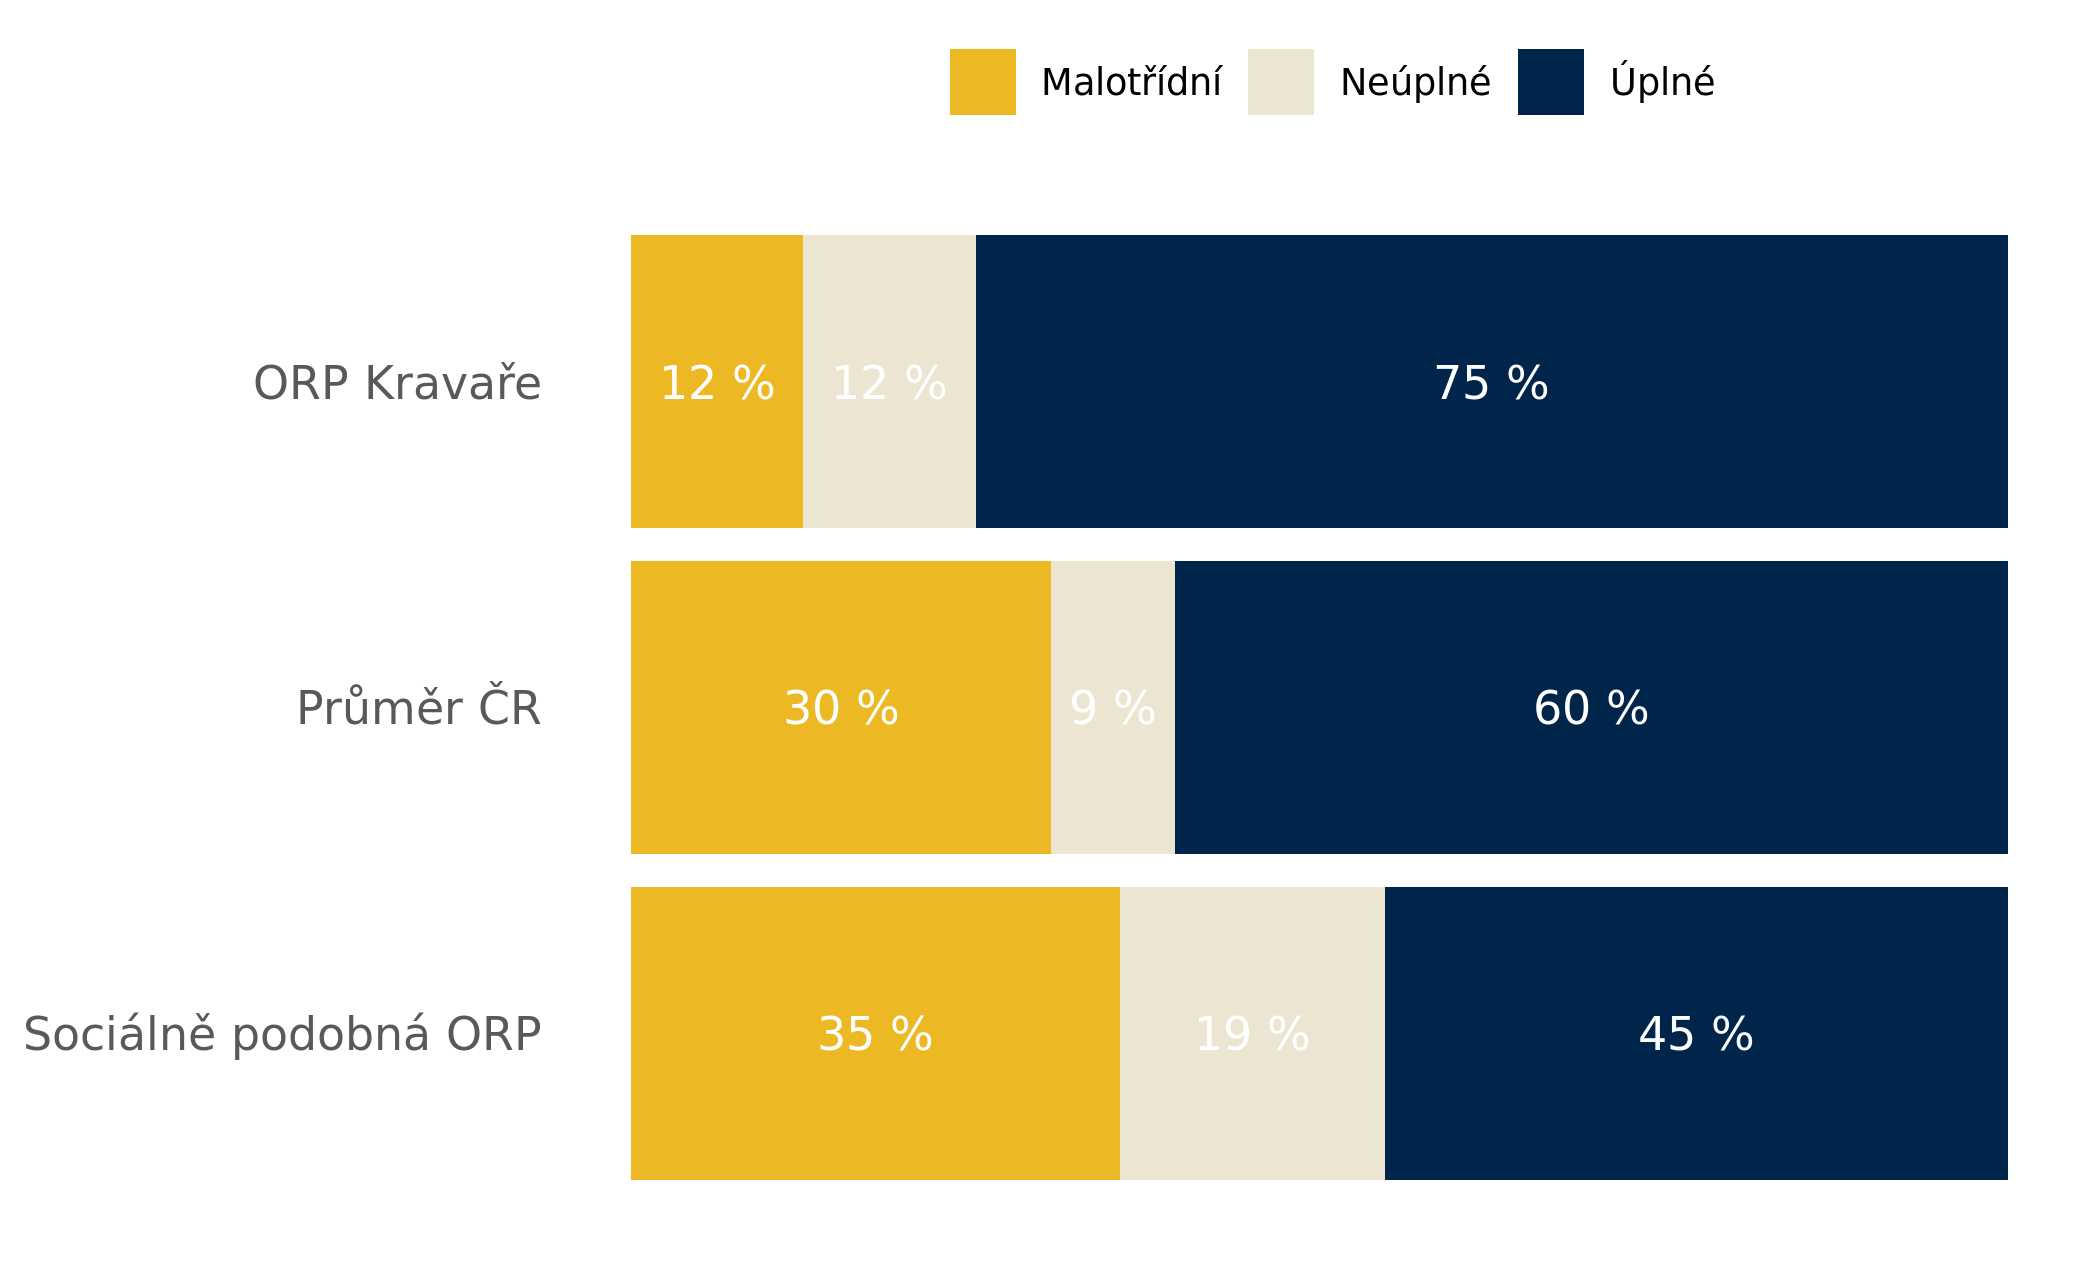 Malotřídní Neúplné Úplné
ORP Kravaře 12 % 12 % 75 %
Průměr ČR 30 % 9 % 60 %
Sociálně podobná ORP 35 % 19 % 45 %